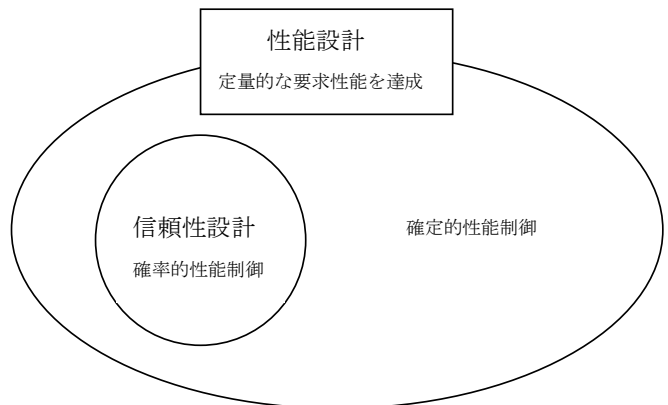 性能設計
定量的な要求性能を達成
信頼性設計
確率的性能制御
確定的性能制御